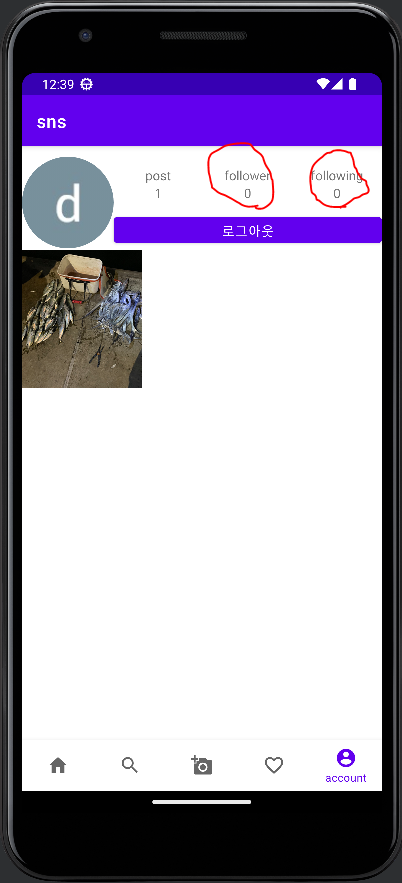 12:39
sns
d
post
follower
following
1
0
0
로그아웃
account